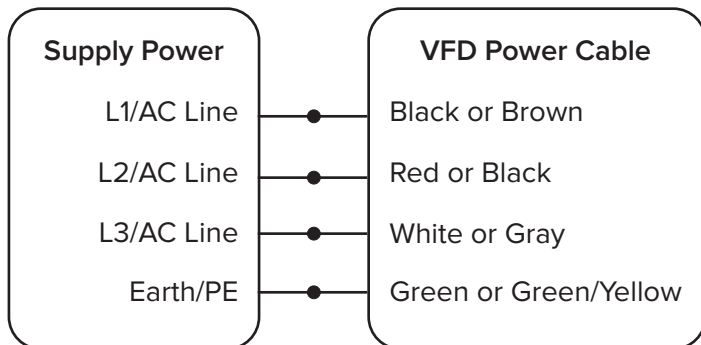 Supply Power
VFD Power Cable
L1/AC Line
Black or Brown
L2/AC Line
Red or Black
L3/AC Line
White or Gray
Earth/PE
Green or Green/Yellow